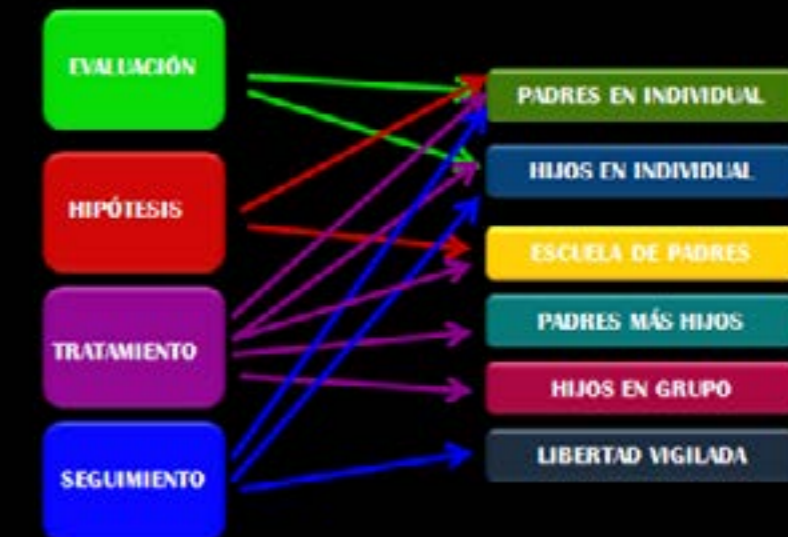 EVALUACIÓN
HIPÓTESIS
TRATAMIENTO
SEGUIMIENTO
PADRES EN INDIVIDUAL
HIJOS EN INDIVIDUAL
ESCUELA DE PADRES
PADRES MÁS HIJOS
HIJOS EN GRUPO
LIBERTAD VIGILADA